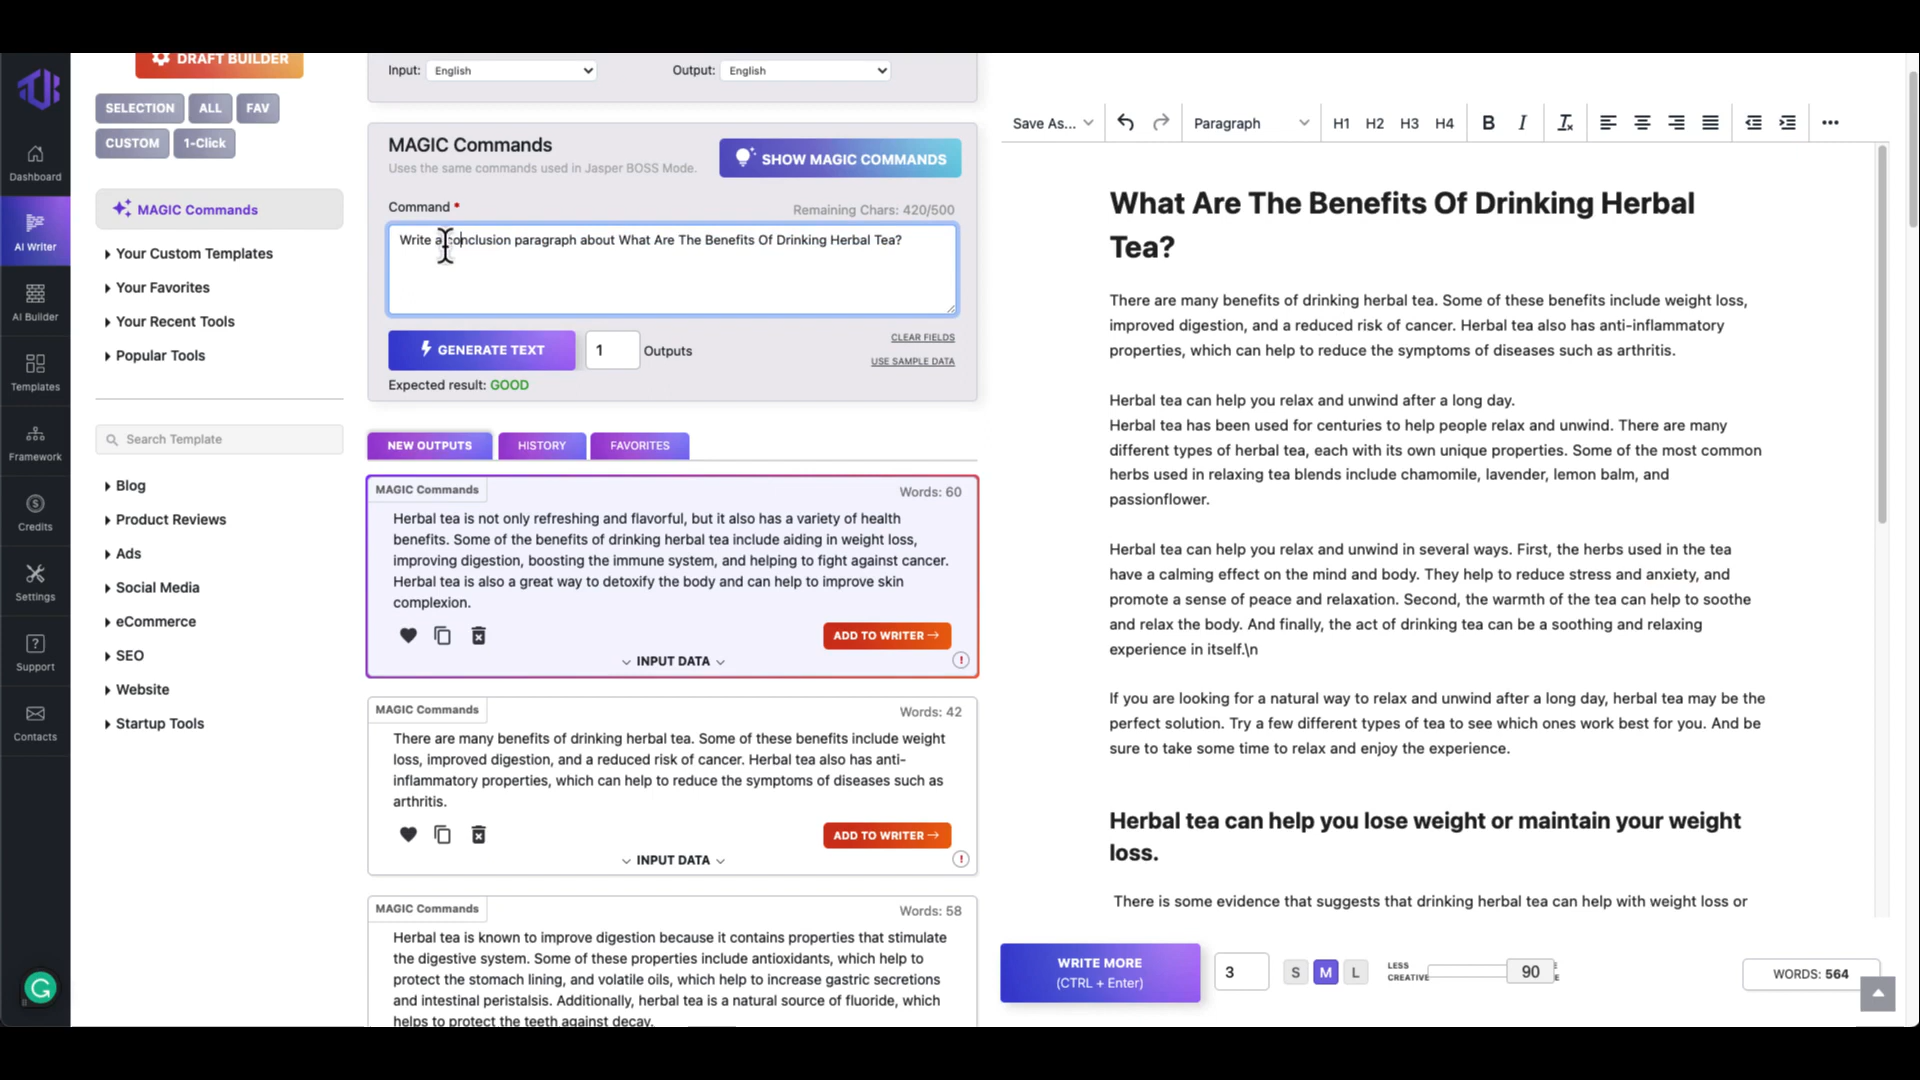 DRAFT BUILDER
SELECTION
ALL
FAV
CUSTOM
1-Click
MAGIC Commands
Your Custom Templates
Your Favorites
Your Recent Tools
Popular Tools
Search Template
Blog
Product Reviews
Ads
Social Media
eCommerce
SEO
Website
Startup Tools
Dashboard
AI Writer
AI Builder
Templates
Framework
Credits
Settings
Support
Contacts
Input: English
Output: English
MAGIC Commands
Uses the same commands used in Jasper BOSS Mode.
SHOW MAGIC COMMANDS
Command *
Remaining Chars: 420/500
Write a conclusion paragraph about What Are The Benefits Of Drinking Herbal Tea?
GENERATE TEXT
1
Outputs
CLEAR FIELDS
USE SAMPLE DATA
Expected result: GOOD
NEW OUTPUTS
HISTORY
FAVORITES
MAGIC Commands
Words: 60
Herbal tea is not only refreshing and flavorful, but it also has a variety of health
benefits. Some of the benefits of drinking herbal tea include aiding in weight loss,
improving digestion, boosting the immune system, and helping to fight against cancer.
Herbal tea is also a great way to detoxify the body and can help to improve skin
complexion.
ADD TO WRITER
INPUT DATA
MAGIC Commands
Words: 42
There are many benefits of drinking herbal tea. Some of these benefits include weight
loss, improved digestion, and a reduced risk of cancer. Herbal tea also has anti-
inflammatory properties, which can help to reduce the symptoms of diseases such as
arthritis.
ADD TO WRITER
INPUT DATA
MAGIC Commands
Words: 58
Herbal tea is known to improve digestion because it contains properties that stimulate
the digestive system. Some of these properties include antioxidants, which help to
protect the stomach lining, and volatile oils, which help to increase gastric secretions
and intestinal peristalsis. Additionally, herbal tea is a natural source of fluoride, which
helps to protect the teeth against decay.
Save As...
Paragraph
H1
H2
H3
H4
B
I
What Are The Benefits Of Drinking Herbal
Tea?
There are many benefits of drinking herbal tea. Some of these benefits include weight loss,
improved digestion, and a reduced risk of cancer. Herbal tea also has anti-inflammatory
properties, which can help to reduce the symptoms of diseases such as arthritis.
Herbal tea can help you relax and unwind after a long day.
Herbal tea has been used for centuries to help people relax and unwind. There are many
different types of herbal tea, each with its own unique properties. Some of the most common
herbs used in relaxing tea blends include chamomile, lavender, lemon balm, and
passionflower.
Herbal tea can help you relax and unwind in several ways. First, the herbs used in the tea
have a calming effect on the mind and body. They help to reduce stress and anxiety, and
promote a sense of peace and relaxation. Second, the warmth of the tea can help to soothe
and relax the body. And finally, the act of drinking tea can be a soothing and relaxing
experience in itself.\n
If you are looking for a natural way to relax and unwind after a long day, herbal tea may be the
perfect solution. Try a few different types of tea to see which ones work best for you. And be
sure to take some time to relax and enjoy the experience.
Herbal tea can help you lose weight or maintain your weight
loss.
There is some evidence that suggests that drinking herbal tea can help with weight loss or
WRITE MORE
(CTRL + Enter)
3
S
M
L
LESS
CREATIVE
90
WORDS: 564